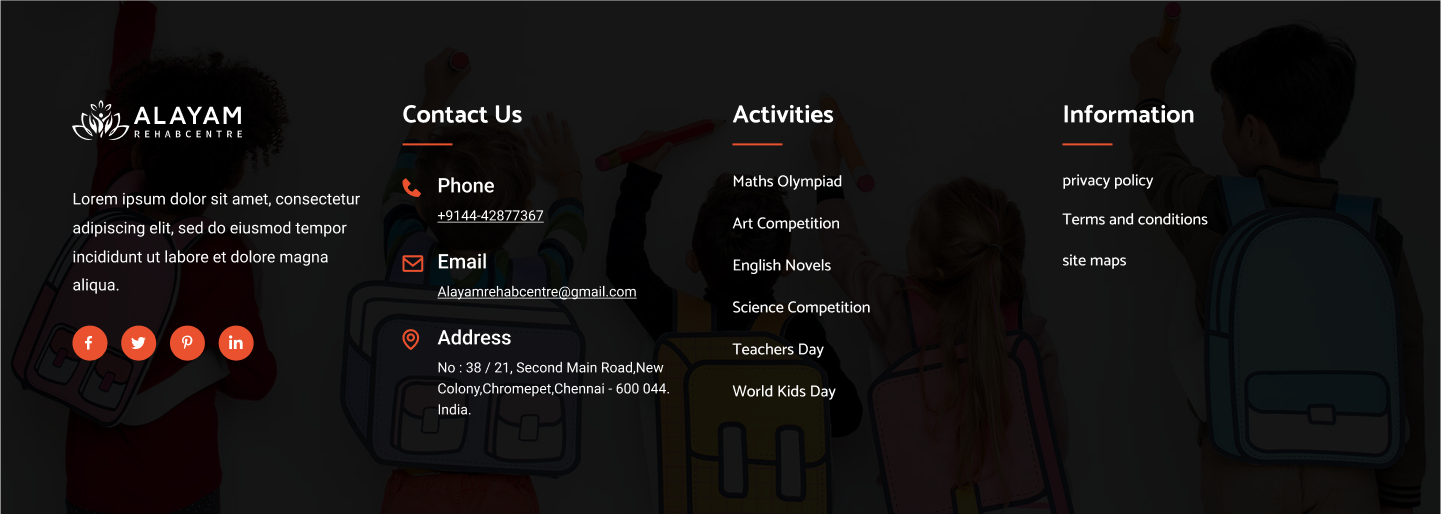 ALAYAM
REHABCENTRE
Lorem ipsum dolor sit amet, consectetur
adipiscing elit, sed do eiusmod tempor
incididunt ut labore et dolore magna
aliqua.
Contact Us
Phone
+9144-42877367
Email
Alayamrehabcentre@gmail.com
Address
No : 38 / 21, Second Main Road,New
Colony,Chromepet,Chennai - 600 044.
India.
Activities
Maths Olympiad
Art Competition
English Novels
Science Competition
Teachers Day
World Kids Day
Information
privacy policy
Terms and conditions
site maps